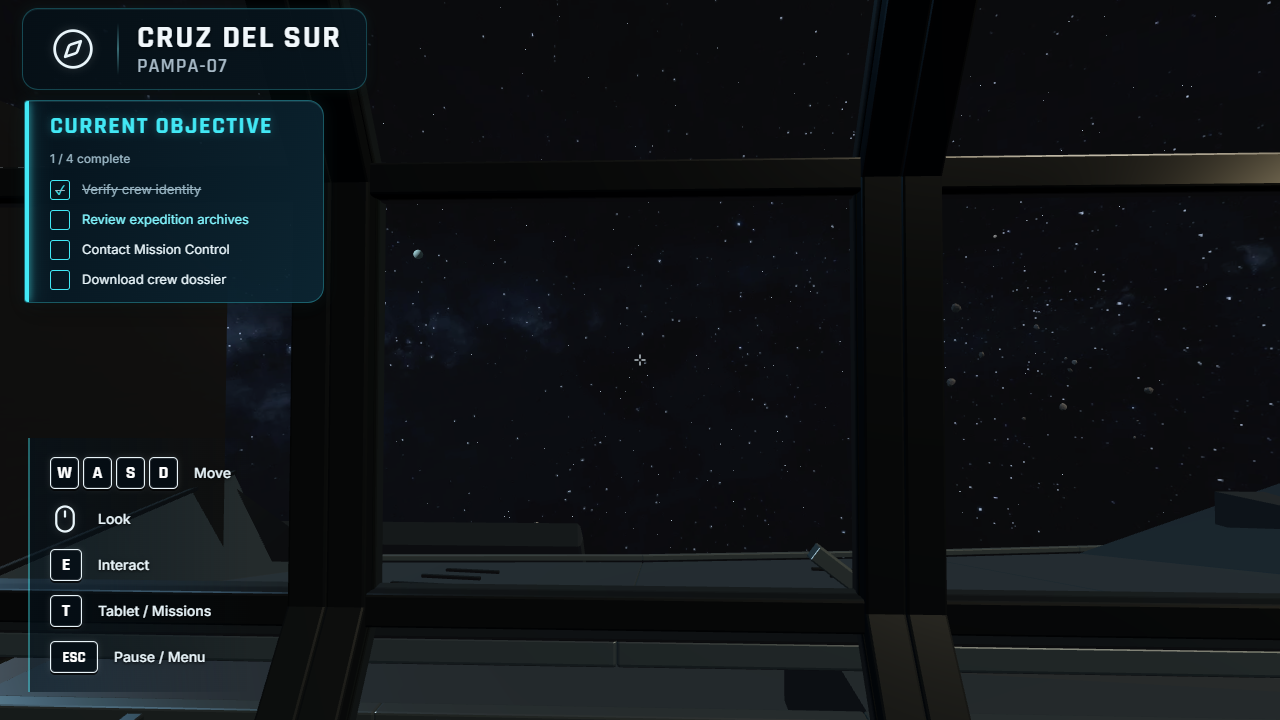 CRUZ DEL SUR
PAMPA-07
CURRENT OBJECTIVE
1 / 4 complete
Verify crew identity
Review expedition archives
Contact Mission Control
Download crew dossier
W A S D Move
Look
E Interact
T Tablet / Missions
ESC Pause / Menu